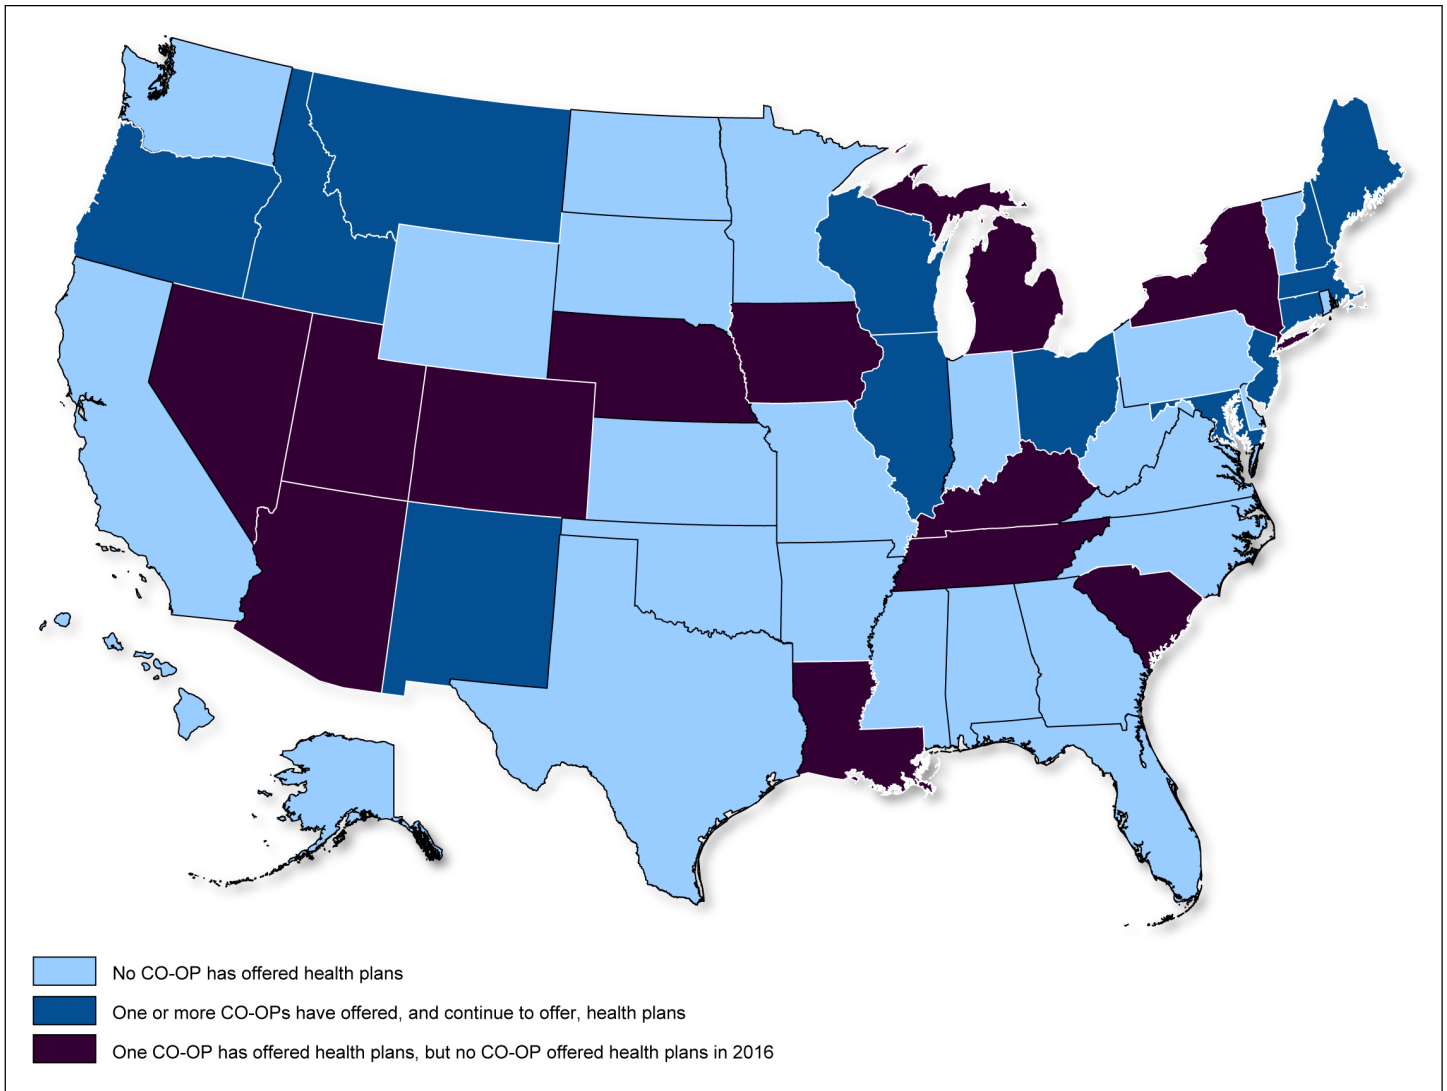 No CO-OP has offered health plans
One or more CO-OPs have offered, and continue to offer, health plans
One CO-OP has offered health plans, but no CO-OP offered health plans in 2016